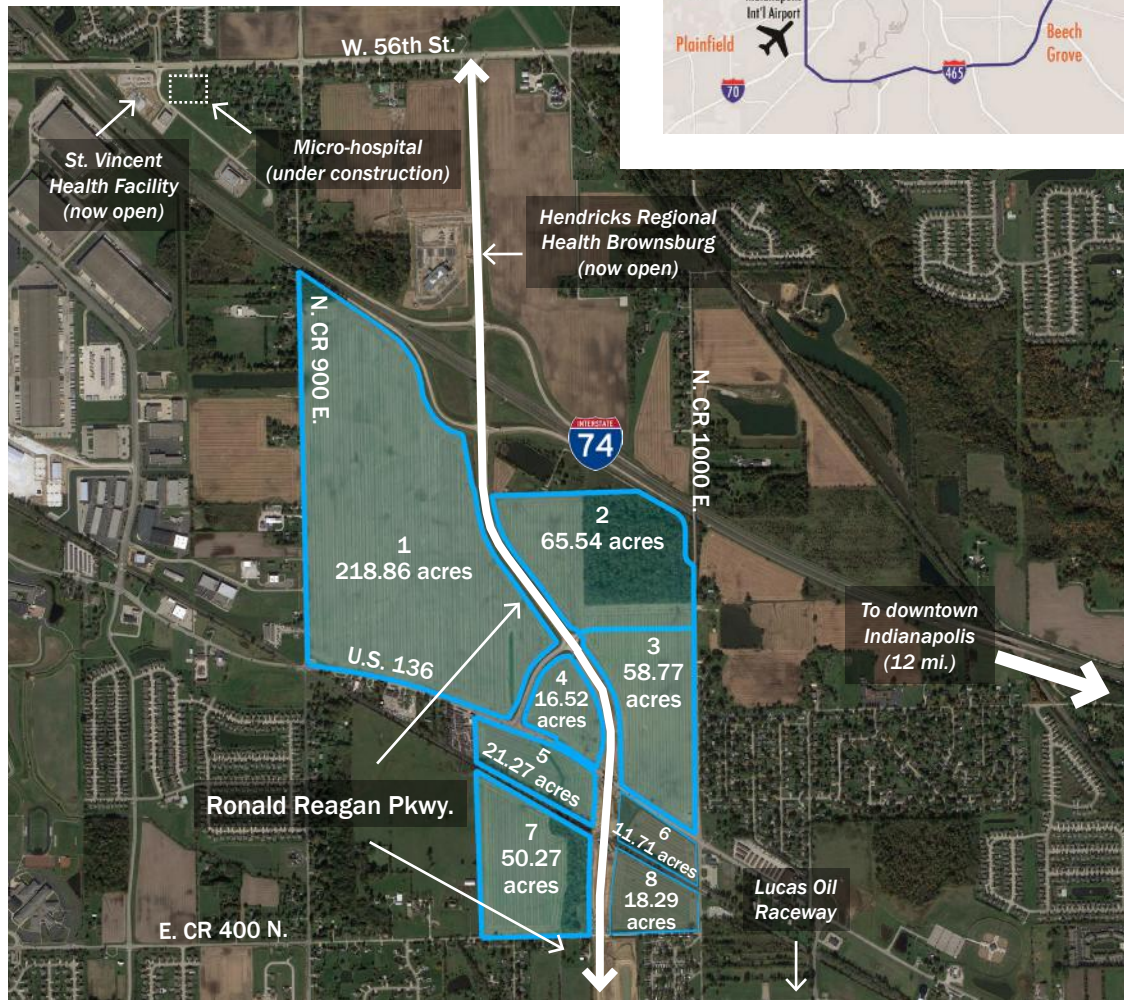 Int'l Airport
Plainfield
Beech
Grove
465
70
W. 56th St.
St. Vincent
Health Facility
(now open)
Micro-hospital
(under construction)
Hendricks Regional
Health Brownsburg
(now open)
N. CR 900 E.
N. CR 1000 E.
INTERSTATE
74
1
218.86 acres
2
65.54 acres
3
58.77
acres
4
16.52
acres
U.S. 136
To downtown
Indianapolis
(12 mi.)
5
21.27 acres
Ronald Reagan Pkwy.
6
11.71 acres
7
50.27
acres
8
18.29
acres
Lucas Oil
Raceway
E. CR 400 N.